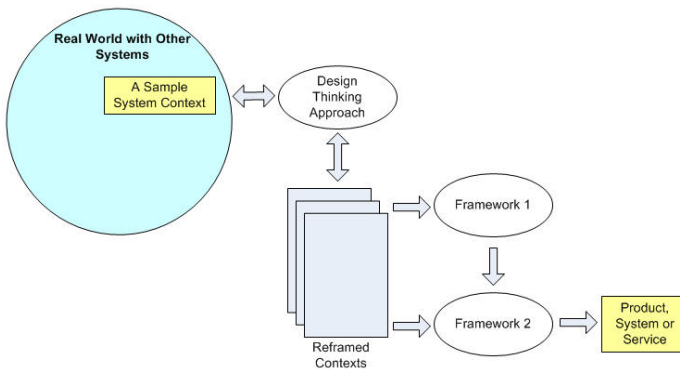 Real World with Other
Systems
A Sample
System Context
Design
Thinking
Approach
Framework 1
Framework 2
Product,
System or
Service
Reframed
Contexts